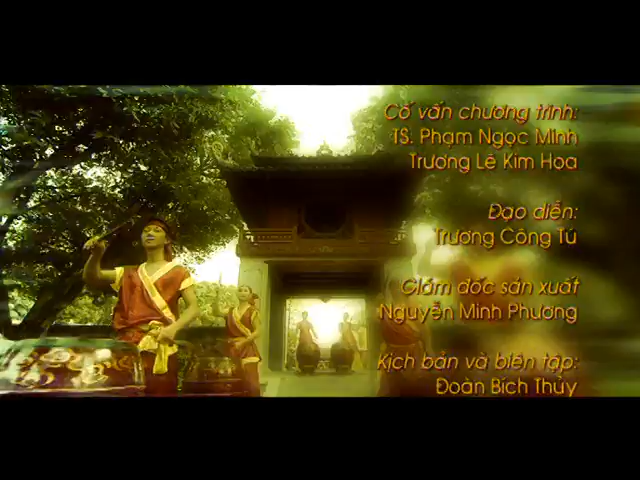 Cố vấn chương trình:
TS. Phạm Ngọc Minh
Trương Lê Kim Hoa
Đạo diễn:
Trương Công Tú
Giám đốc sản xuất
Nguyễn Minh Phương
Kịch bản và biên tập:
Đoàn Bích Thủy